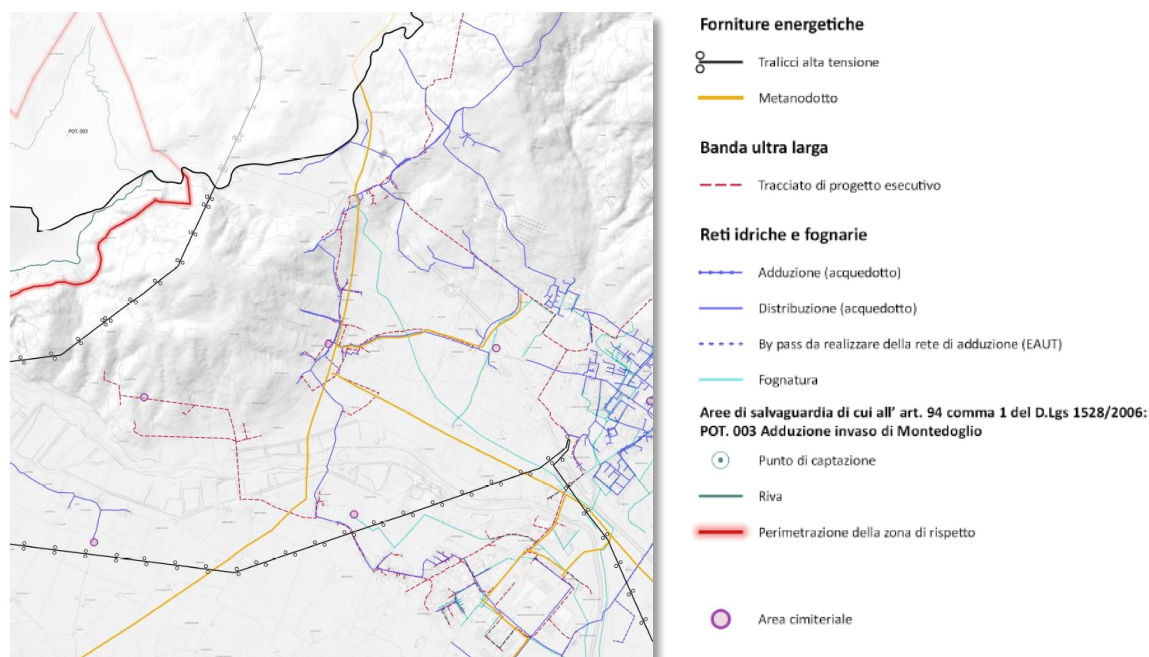 POT. 003
Forniture energetiche
Tralicci alta tensione
Metanodotto
Banda ultra larga
Tracciato di progetto esecutivo
Reti idriche e fognarie
Adduzione (acquedotto)
Distribuzione (acquedotto)
By pass da realizzare della rete di adduzione (EAUT)
Fognatura
Aree di salvaguardia di cui all' art. 94 comma 1 del D.Lgs 1528/2006:
POT. 003 Adduzione invaso di Montedoglio
Punto di captazione
Riva
Perimetrazione della zona di rispetto
Area cimiteriale